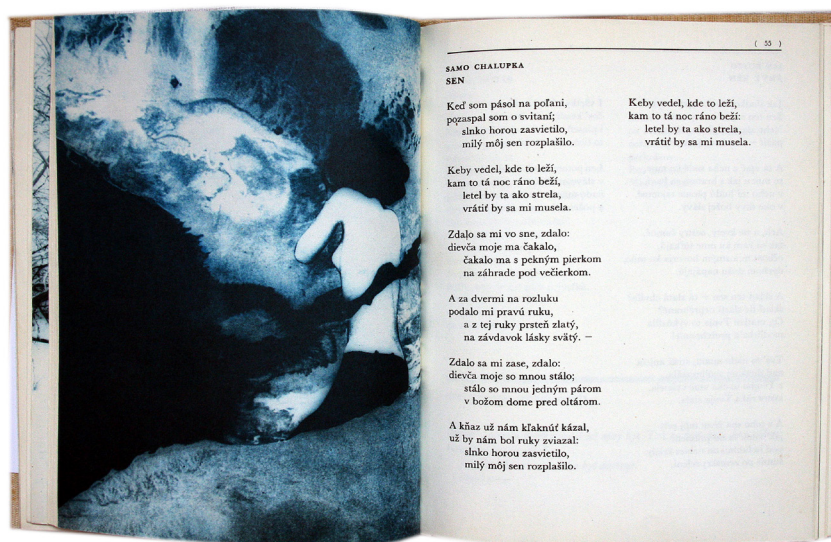 ( 55 )
SAMO CHALUPKA
SEN
Keď som pásol na poľani,
pozaspal som o svitaní;
slnko horou zasvietilo,
milý môj sen rozplašilo.
Keby vedel, kde to leží,
kam to tá noc ráno beží,
letel by ta ako strela,
vrátiť by sa mi musela.
Zdalo sa mi vo sne, zdalo:
dievča moje ma čakalo,
čakalo ma s pekným pierkom
na záhrade pod večierkom.
A za dvermi na rozluku
podalo mi pravú ruku,
a z tej ruky prsteň zlatý,
na závdavok lásky svätý. —
Zdalo sa mi zase, zdalo:
dievča moje so mnou stálo;
stálo so mnou jedným párom
v božom dome pred oltárom.
A kňaz už nám kľaknúť kázal,
už by nám bol ruky zviazal:
slnko horou zasvietilo,
milý môj sen rozplašilo.
Keby vedel, kde to leží,
kam to tá noc ráno beží:
letel by ta ako strela,
vrátiť by sa mi musela.